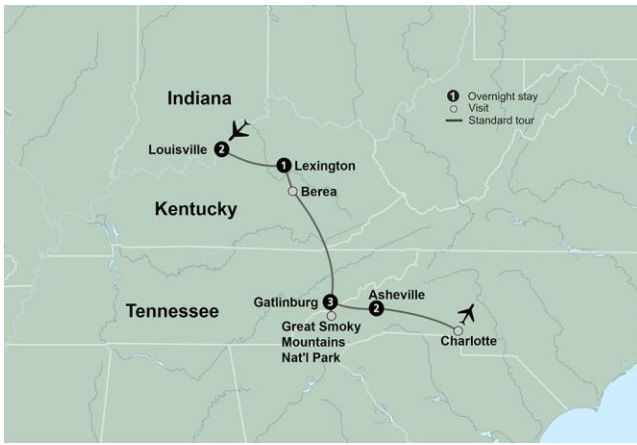 1 Overnight stay
Visit
Standard tour
Indiana
Louisville 2
1 Lexington
Berea
Kentucky
Tennessee
Gatlinburg 3
Asheville
2
Great Smoky
Mountains
Nat'l Park
Charlotte